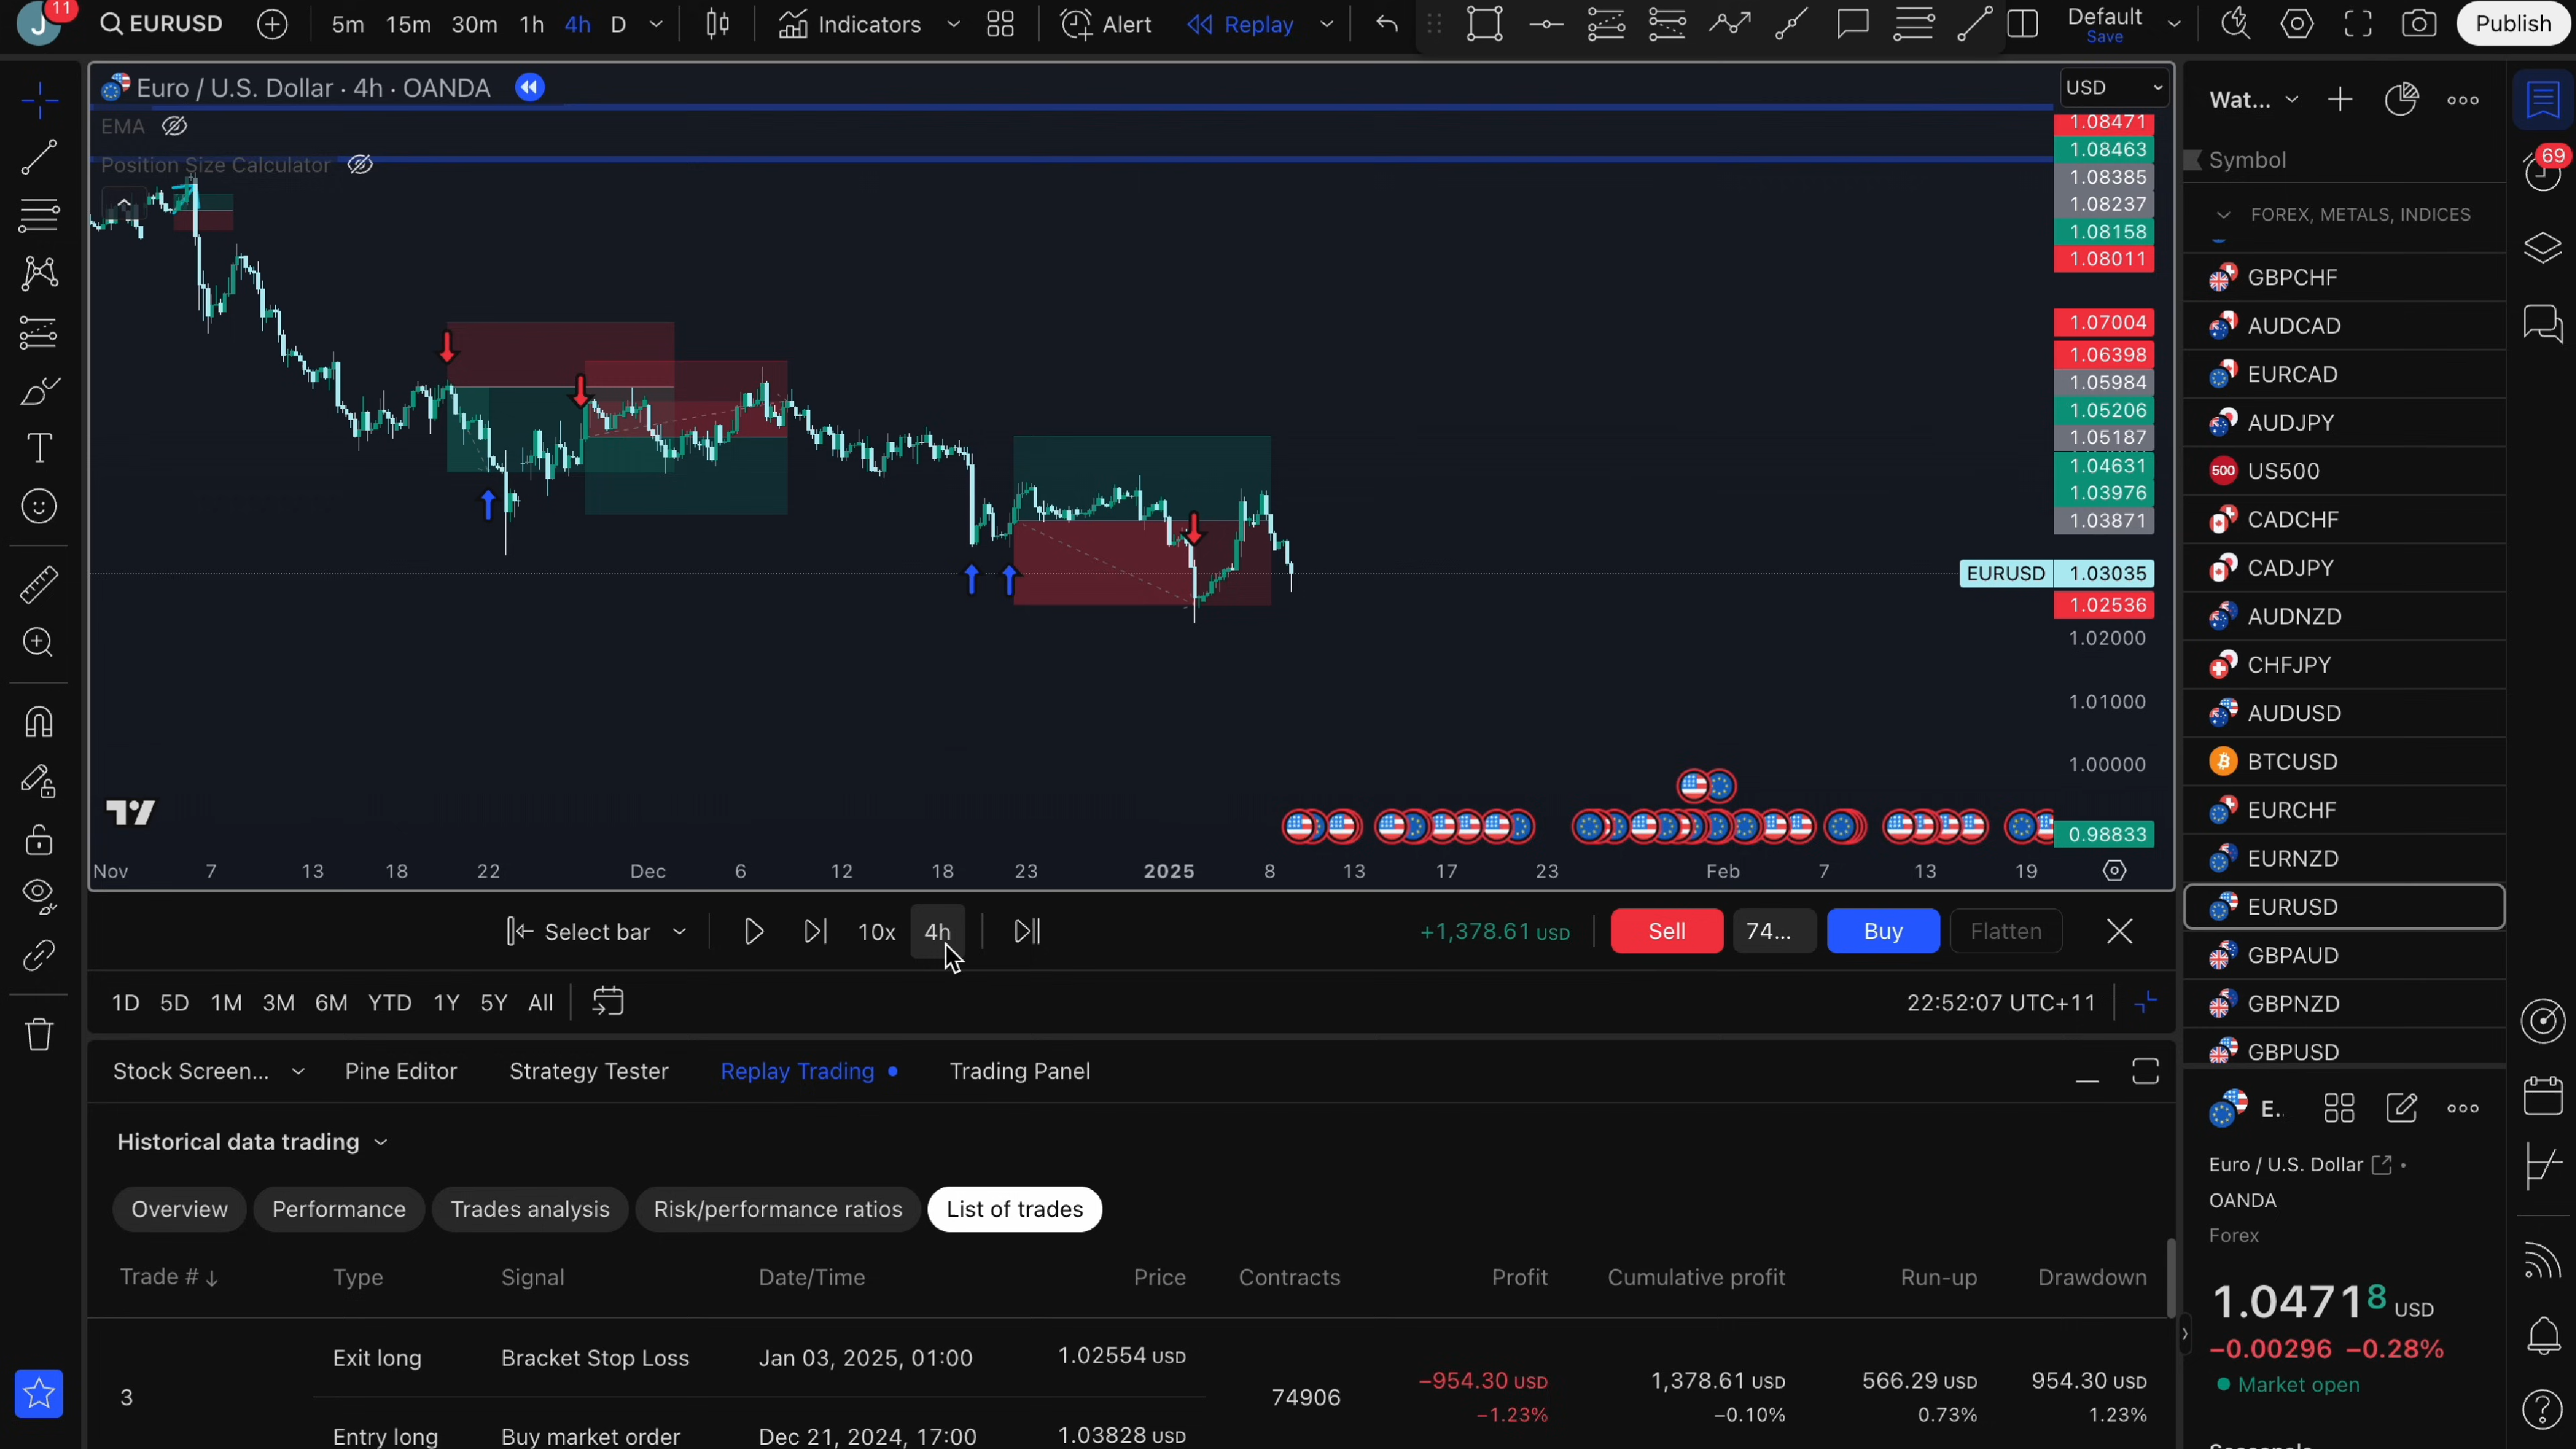 J
11
EURUSD
5m 15m 30m 1h 4h D
Indicators
Alert
Replay
Default
Save
Publish
Euro / U.S. Dollar · 4h · OANDA
EMA
Position Size Calculator
USD
1.08471
1.08463
1.08385
1.08237
1.08158
1.08011
1.07004
1.06398
1.05984
1.05206
1.05187
1.04631
1.03976
1.03871
EURUSD 1.03035
1.02536
1.02000
1.01000
1.00000
0.98833
Nov 7 13 18 22 Dec 6 12 18 23 2025 8 13 17 23 Feb 7 13 19
Select bar
10x
4h
+1,378.61 USD
Sell
74...
Buy
Flatten
1D 5D 1M 3M 6M YTD 1Y 5Y All
22:52:07 UTC+11
Stock Screen...
Pine Editor
Strategy Tester
Replay Trading
Trading Panel
Historical data trading
Overview
Performance
Trades analysis
Risk/performance ratios
List of trades
Trade # Type Signal Date/Time Price Contracts Profit Cumulative profit Run-up Drawdown
Exit long Bracket Stop Loss Jan 03, 2025, 01:00 1.02554 USD
3 74906 −954.30 USD 1,378.61 USD 566.29 USD 954.30 USD
−1.23% −0.10% 0.73% 1.23%
Entry long Buy market order Dec 21, 2024, 17:00 1.03828 USD
Wat...
69
Symbol
FOREX, METALS, INDICES
GBPCHF
AUDCAD
EURCAD
AUDJPY
500 US500
CADCHF
CADJPY
AUDNZD
CHFJPY
AUDUSD
BTCUSD
EURCHF
EURNZD
EURUSD
GBPAUD
GBPNZD
GBPUSD
E.
Euro / U.S. Dollar
OANDA
Forex
1.04718 USD
−0.00296 −0.28%
Market open